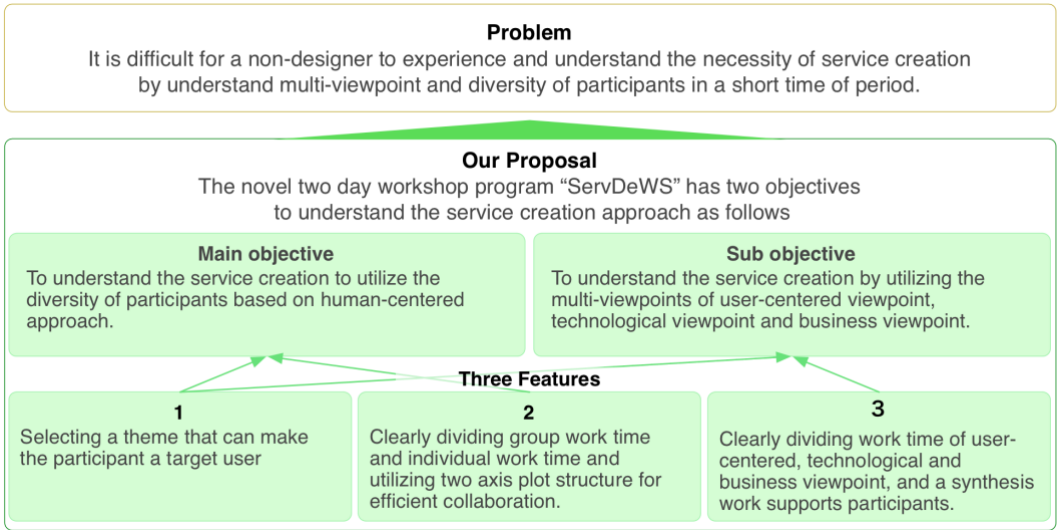 Problem
It is difficult for a non-designer to experience and understand the necessity of service creation
by understand multi-viewpoint and diversity of participants in a short time of period.
Our Proposal
The novel two day workshop program “ServDeWS” has two objectives
to understand the service creation approach as follows
Main objective
To understand the service creation to utilize the
diversity of participants based on human-centered
approach.
Sub objective
To understand the service creation by utilizing the
multi-viewpoints of user-centered viewpoint,
technological viewpoint and business viewpoint.
Three Features
1
Selecting a theme that can make
the participant a target user
2
Clearly dividing group work time
and individual work time and
utilizing two axis plot structure for
efficient collaboration.
3
Clearly dividing work time of user-
centered, technological and
business viewpoint, and a synthesis
work supports participants.